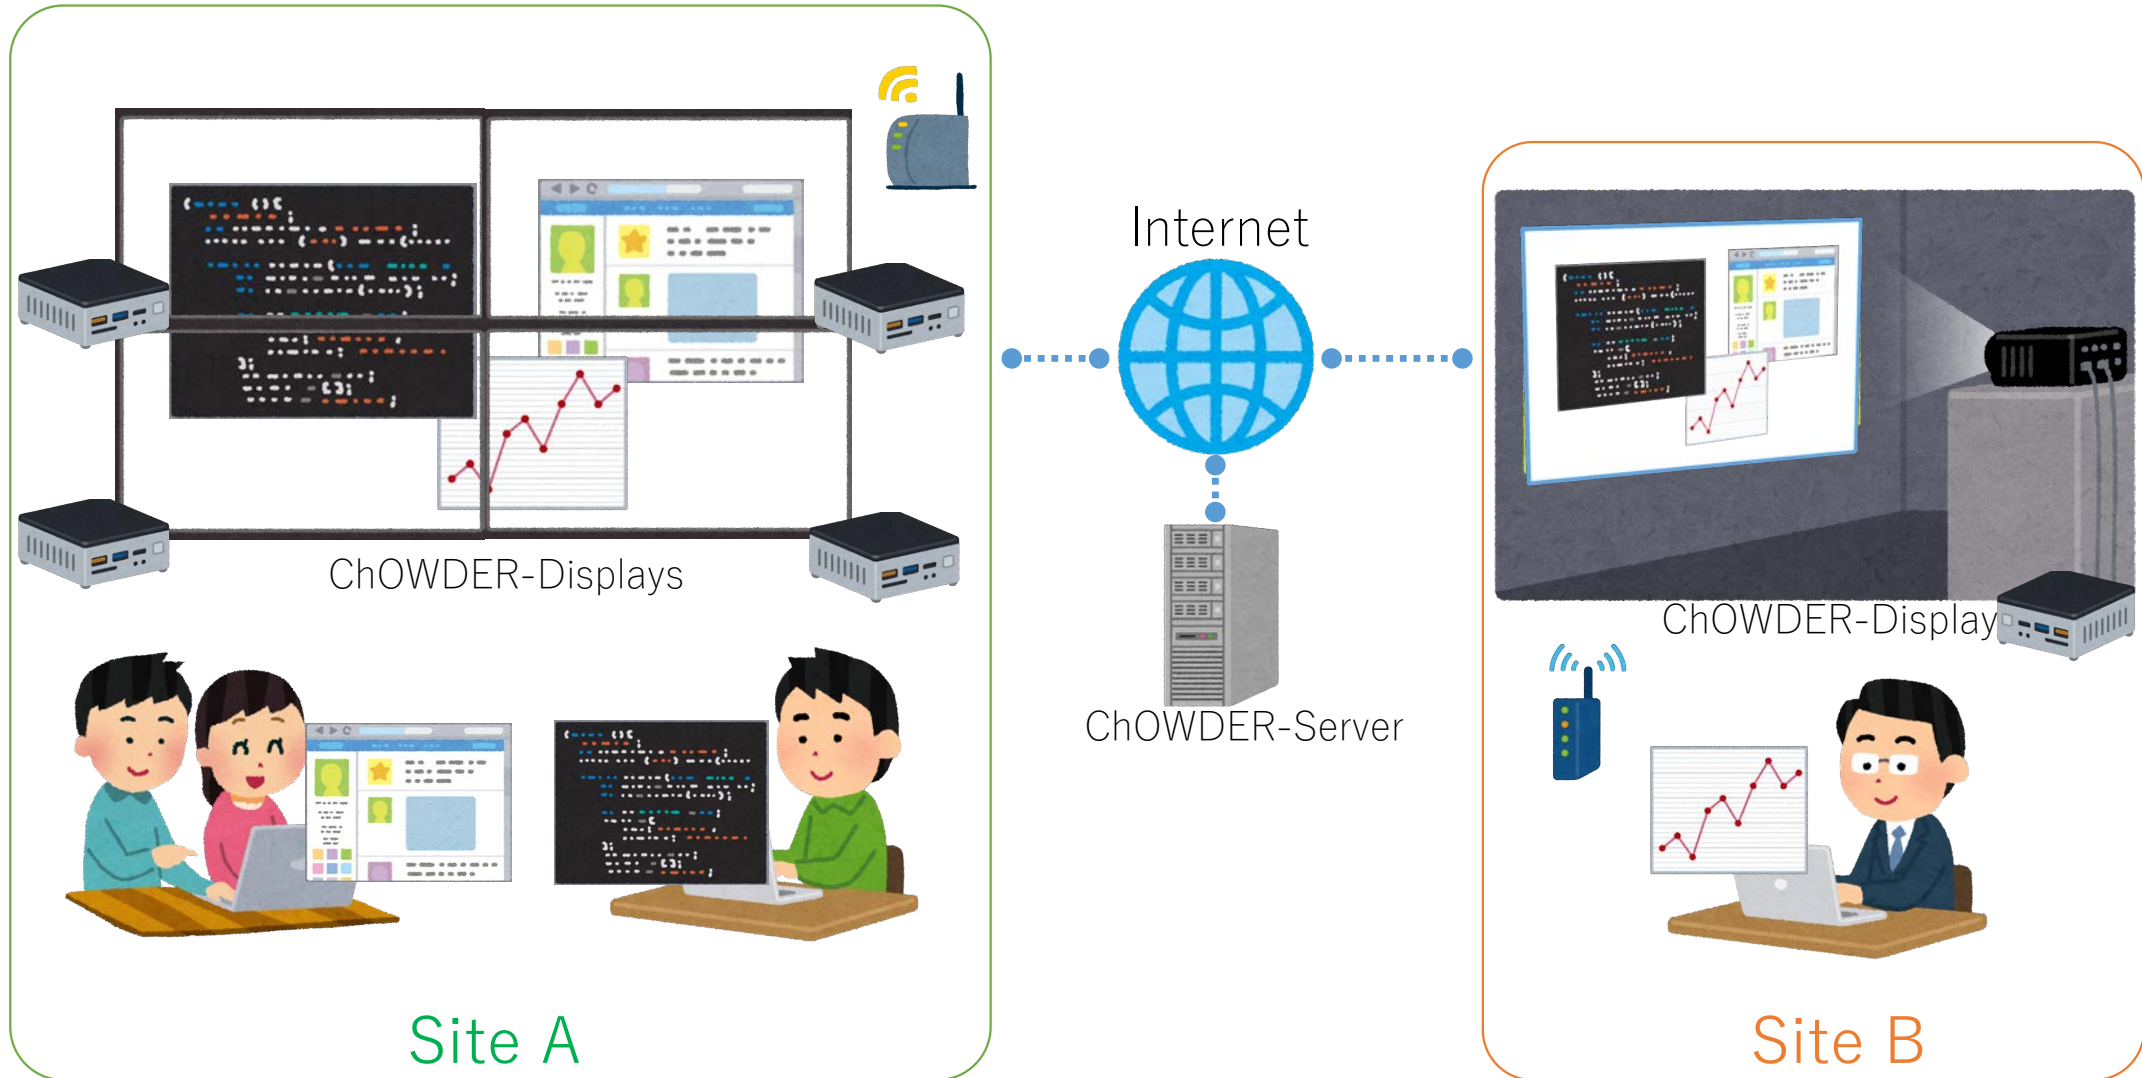 Internet
ChOWDER-Displays
ChOWDER-Display
ChOWDER-Server
Site A
Site B